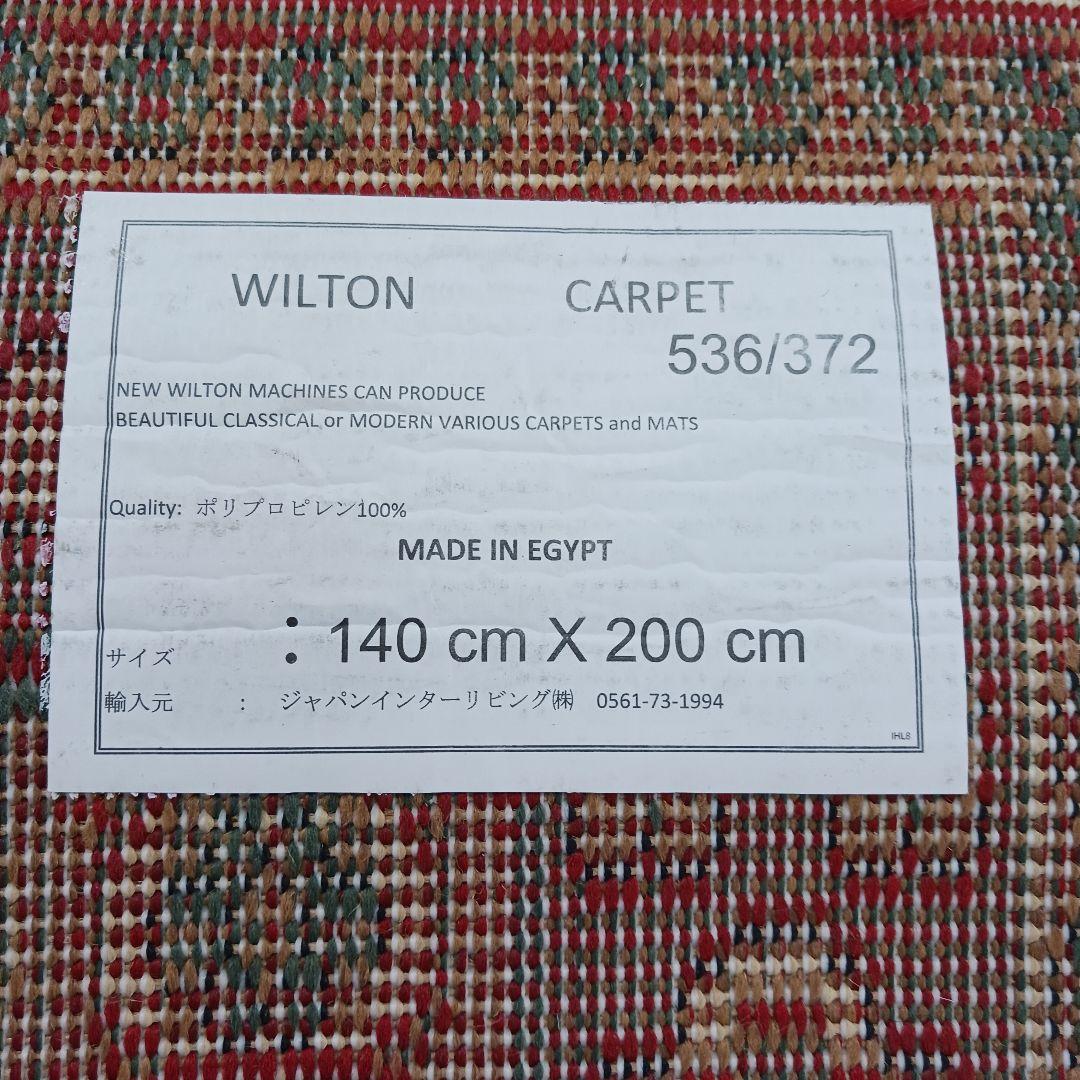 WILTON CARPET
536/372
NEW WILTON MACHINES CAN PRODUCE
BEAUTIFUL CLASSICAL or MODERN VARIOUS CARPETS and MATS
Quality: ポリプロピレン100%
MADE IN EGYPT
サイズ : 140 cm X 200 cm
輸入元 : ジャパンインターリビング㈱ 0561-73-1994
IHL8